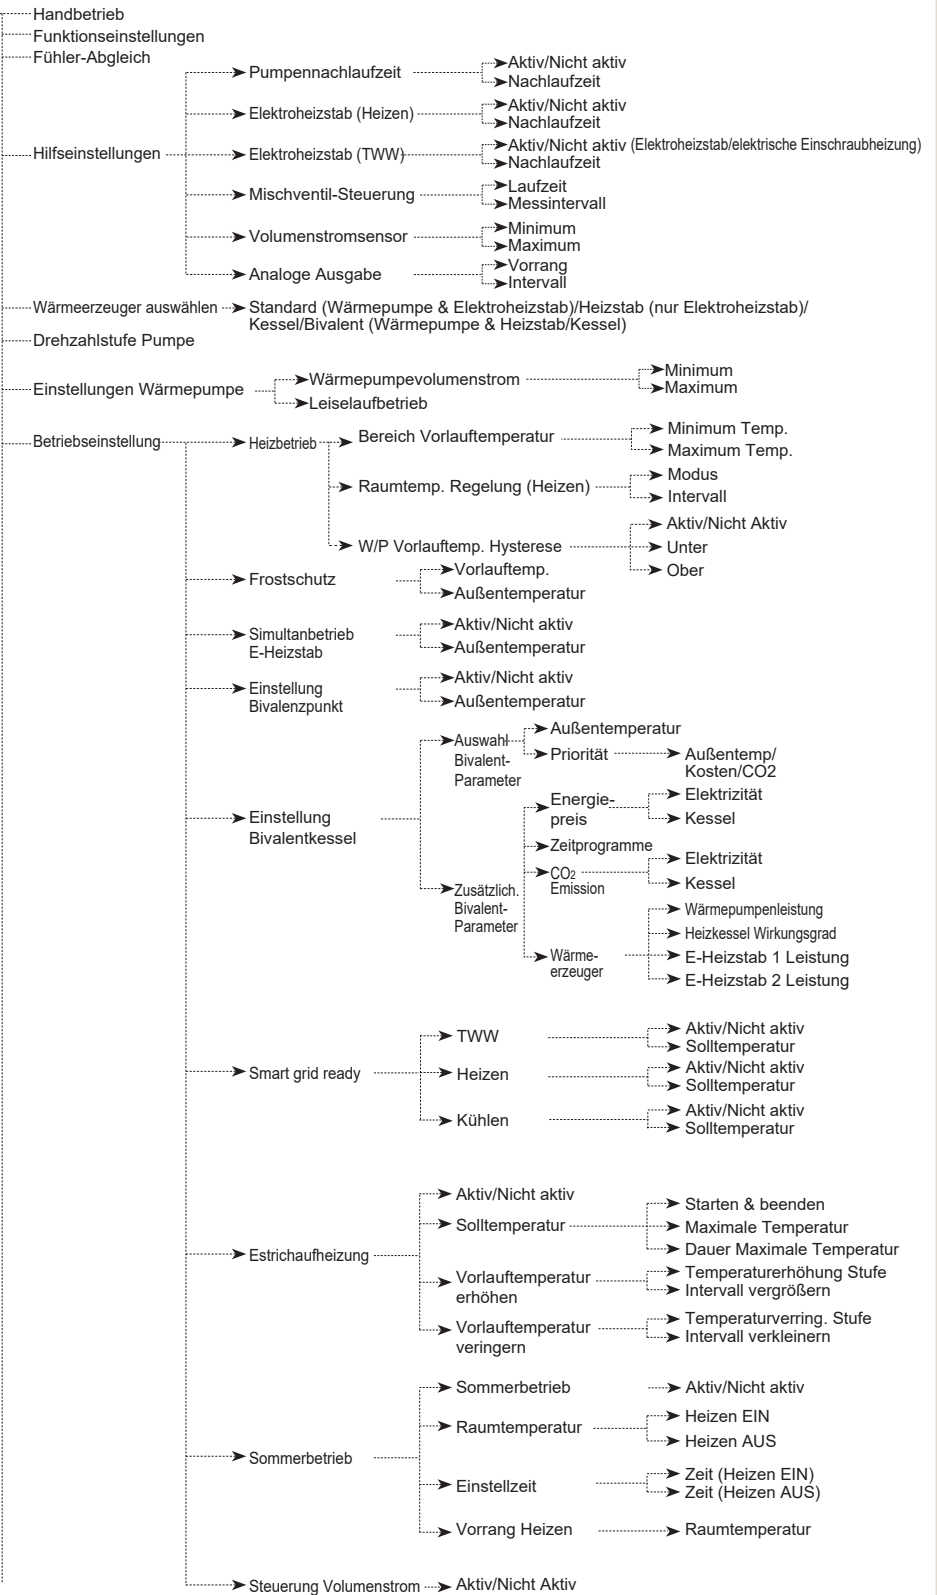 Handbetrieb
Funktionseinstellungen
Fühler-Abgleich
Hilfseinstellungen
Pumpennachlaufzeit
Aktiv/Nicht aktiv
Nachlaufzeit
Elektroheizstab (Heizen)
Aktiv/Nicht aktiv
Nachlaufzeit
Elektroheizstab (TWW)
Aktiv/Nicht aktiv (Elektroheizstab/elektrische Einschraubheizung)
Nachlaufzeit
Mischventil-Steuerung
Laufzeit
Messintervall
Volumenstromsensor
Minimum
Maximum
Analoge Ausgabe
Vorrang
Intervall
Wärmeerzeuger auswählen
Standard (Wärmepumpe & Elektroheizstab)/Heizstab (nur Elektroheizstab)/
Kessel/Bivalent (Wärmepumpe & Heizstab/Kessel)
Drehzahlstufe Pumpe
Einstellungen Wärmepumpe
Wärmepumpevolumenstrom
Minimum
Maximum
Leiselaufbetrieb
Betriebseinstellung
Heizbetrieb
Bereich Vorlauftemperatur
Minimum Temp.
Maximum Temp.
Raumtemp. Regelung (Heizen)
Modus
Intervall
W/P Vorlauftemp. Hysterese
Aktiv/Nicht Aktiv
Unter
Ober
Frostschutz
Vorlauftemp.
Außentemperatur
Simultanbetrieb
E-Heizstab
Aktiv/Nicht aktiv
Außentemperatur
Einstellung
Bivalenzpunkt
Aktiv/Nicht aktiv
Außentemperatur
Einstellung
Bivalentkessel
Auswahl
Bivalent-
Parameter
Außentemperatur
Priorität
Außentemp/
Kosten/CO2
Zusätzlich.
Bivalent-
Parameter
Energie-
preis
Elektrizität
Kessel
Zeitprogramme
CO2
Emission
Elektrizität
Kessel
Wärme-
erzeuger
Wärmepumpenleistung
Heizkessel Wirkungsgrad
E-Heizstab 1 Leistung
E-Heizstab 2 Leistung
Smart grid ready
TWW
Aktiv/Nicht aktiv
Solltemperatur
Heizen
Aktiv/Nicht aktiv
Solltemperatur
Kühlen
Aktiv/Nicht aktiv
Solltemperatur
Estrichaufheizung
Aktiv/Nicht aktiv
Solltemperatur
Starten & beenden
Maximale Temperatur
Dauer Maximale Temperatur
Vorlauftemperatur
erhöhen
Temperaturerhöhung Stufe
Intervall vergrößern
Vorlauftemperatur
veringern
Temperaturverring. Stufe
Intervall verkleinern
Sommerbetrieb
Sommerbetrieb
Aktiv/Nicht aktiv
Raumtemperatur
Heizen EIN
Heizen AUS
Einstellzeit
Zeit (Heizen EIN)
Zeit (Heizen AUS)
Vorrang Heizen
Raumtemperatur
Steuerung Volumenstrom
Aktiv/Nicht Aktiv